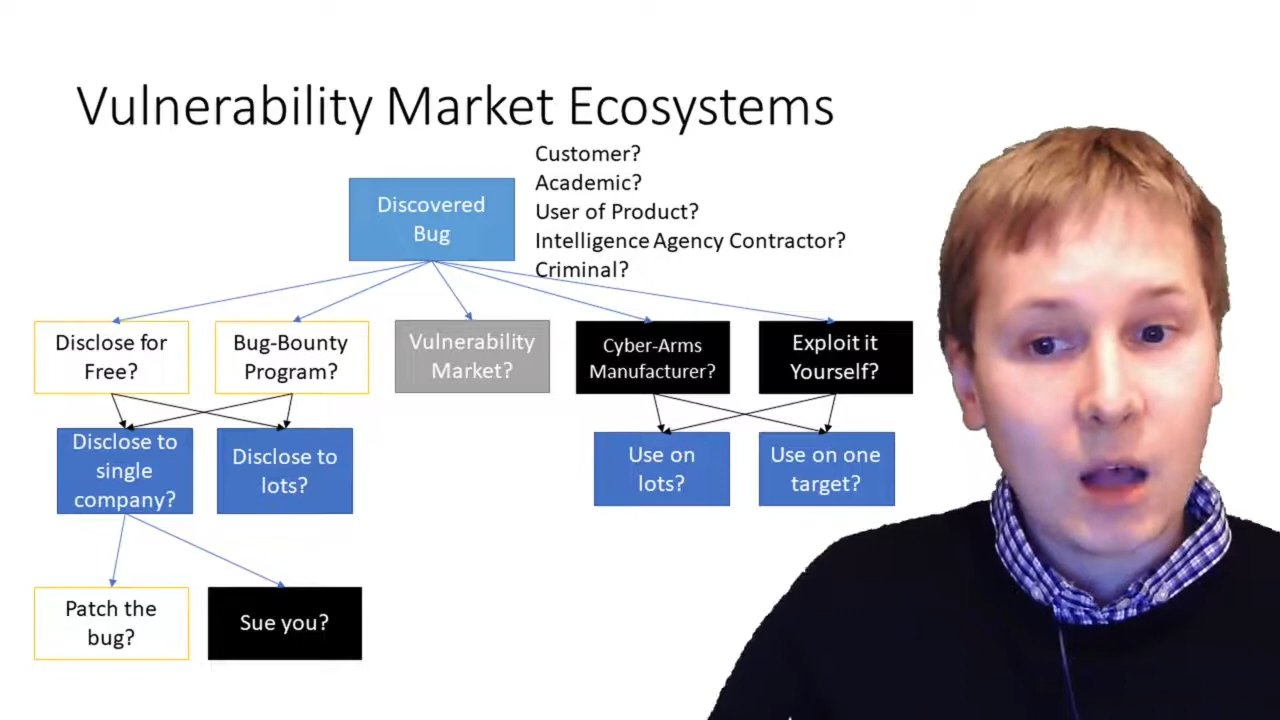 Vulnerability Market Ecosystems
Customer?
Academic?
User of Product?
Intelligence Agency Contractor?
Criminal?
Discovered
Bug
Disclose for
Free?
Bug-Bounty
Program?
Vulnerability
Market?
Cyber-Arms
Manufacturer?
Exploit it
Yourself?
Disclose to
single
company?
Disclose to
lots?
Use on
lots?
Use on one
target?
Patch the
bug?
Sue you?